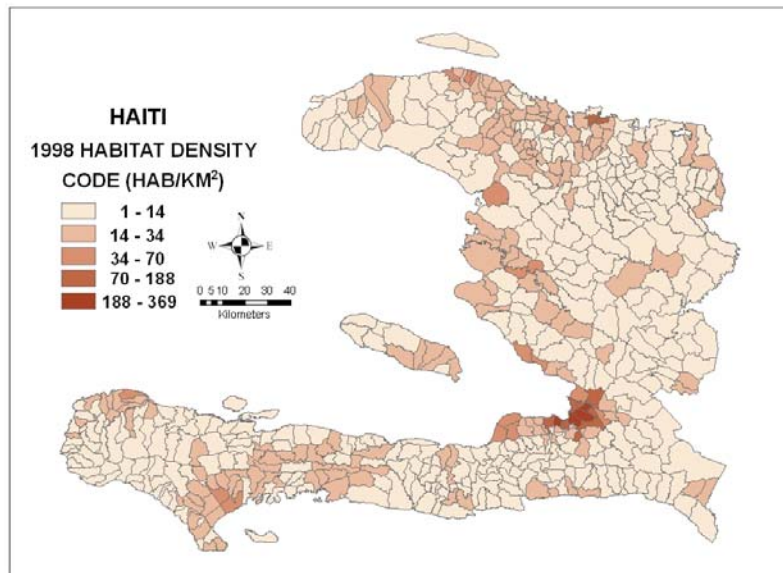 HAITI
1998 HABITAT DENSITY
CODE (HAB/KM²)
1 - 14
14 - 34
34 - 70
70 - 188
188 - 369
N
W E
S
0 5 10 20 30 40
Kilometers